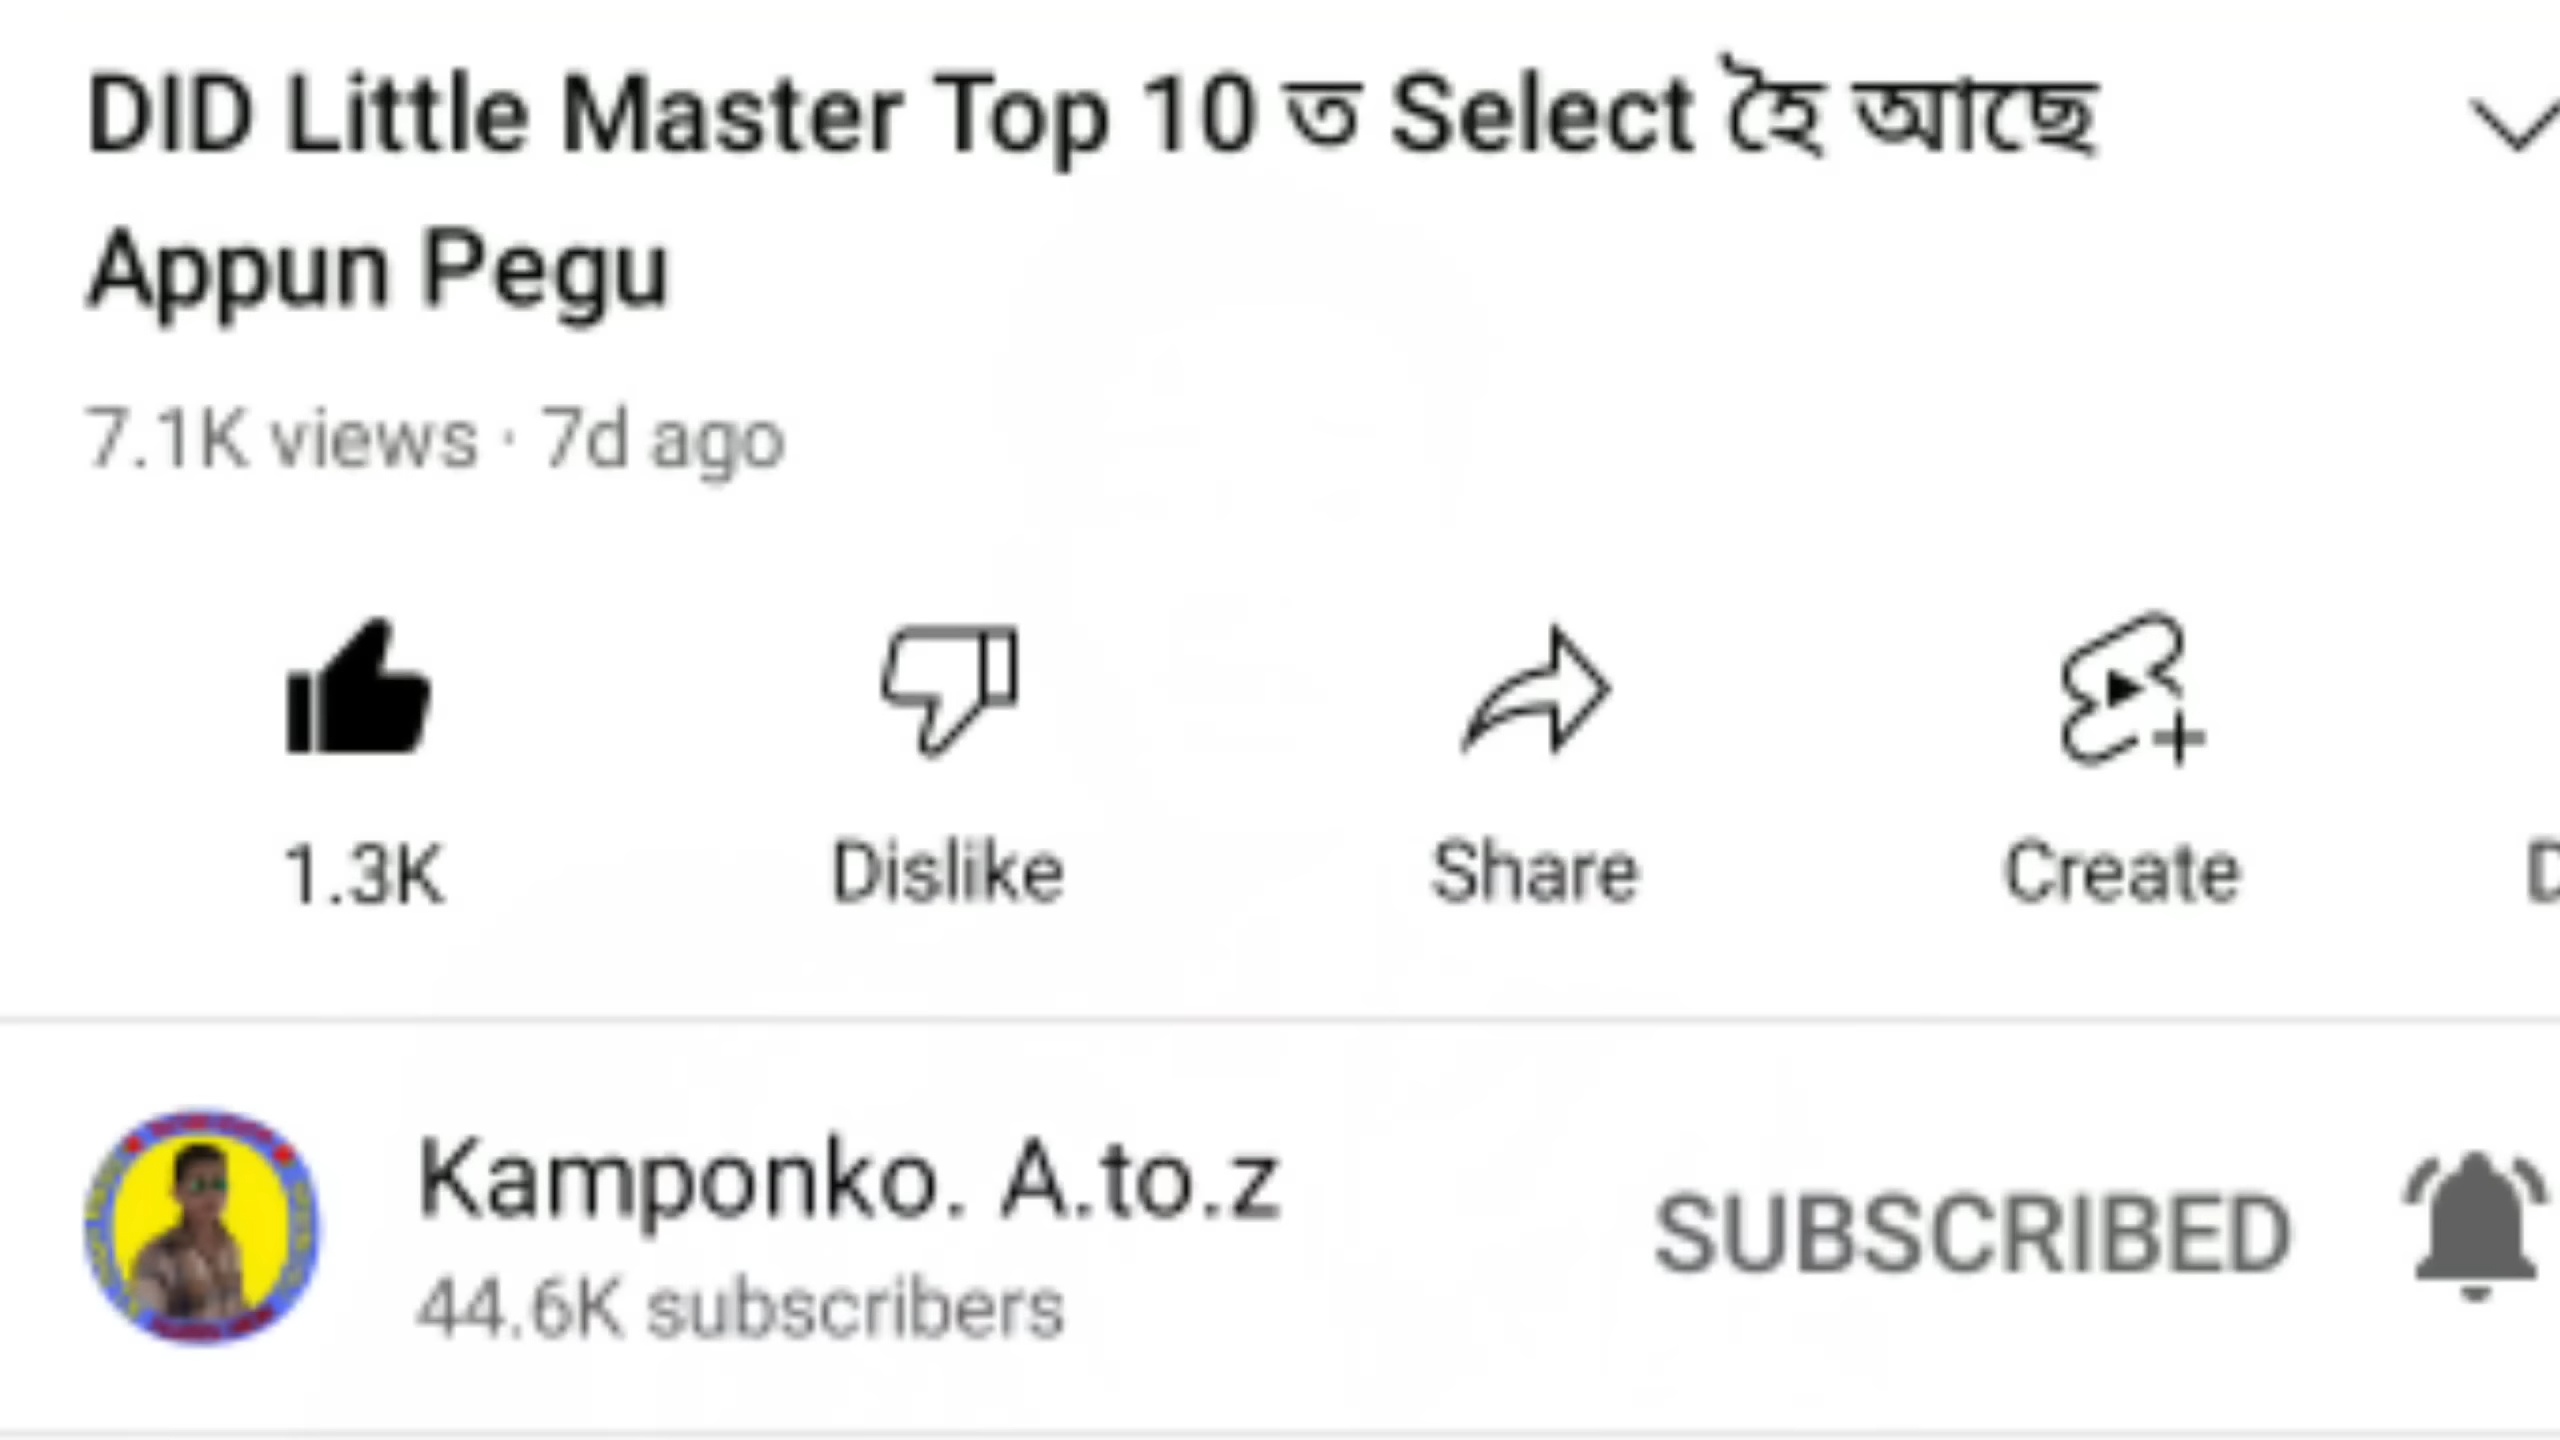 DID Little Master Top 10 ত Select হৈ আছে
Appun Pegu
7.1K views · 7d ago
1.3K
Dislike
Share
Create
Kamponko. A.to.z
44.6K subscribers
SUBSCRIBED